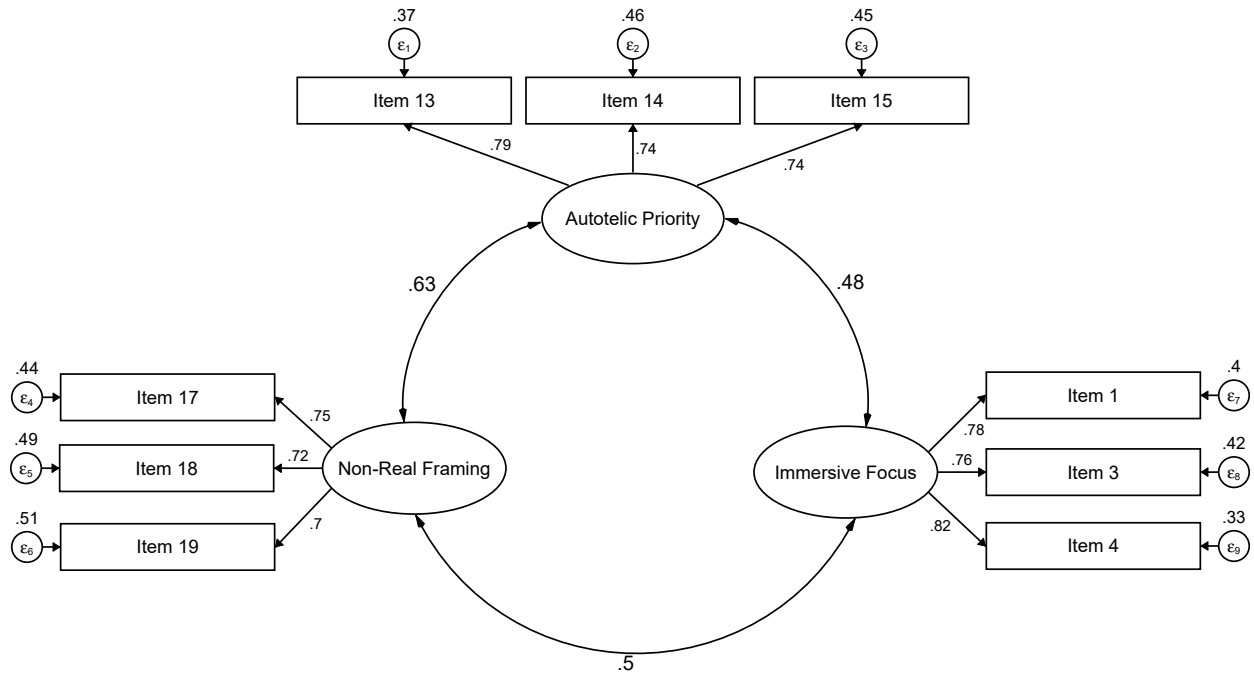 .37 .46 .45
ε₁ ε₂ ε₃
Item 13 Item 14 Item 15
.79 .74 .74
Autotelic Priority
.63 .48
.44 .4
ε₄ Item 17 Item 1 ε₇
.75 .78
.49 .42
ε₅ Item 18 .72 Non-Real Framing Immersive Focus .76 Item 3 ε₈
.51 .7 .82 .33
ε₆ Item 19 Item 4 ε₉
.5